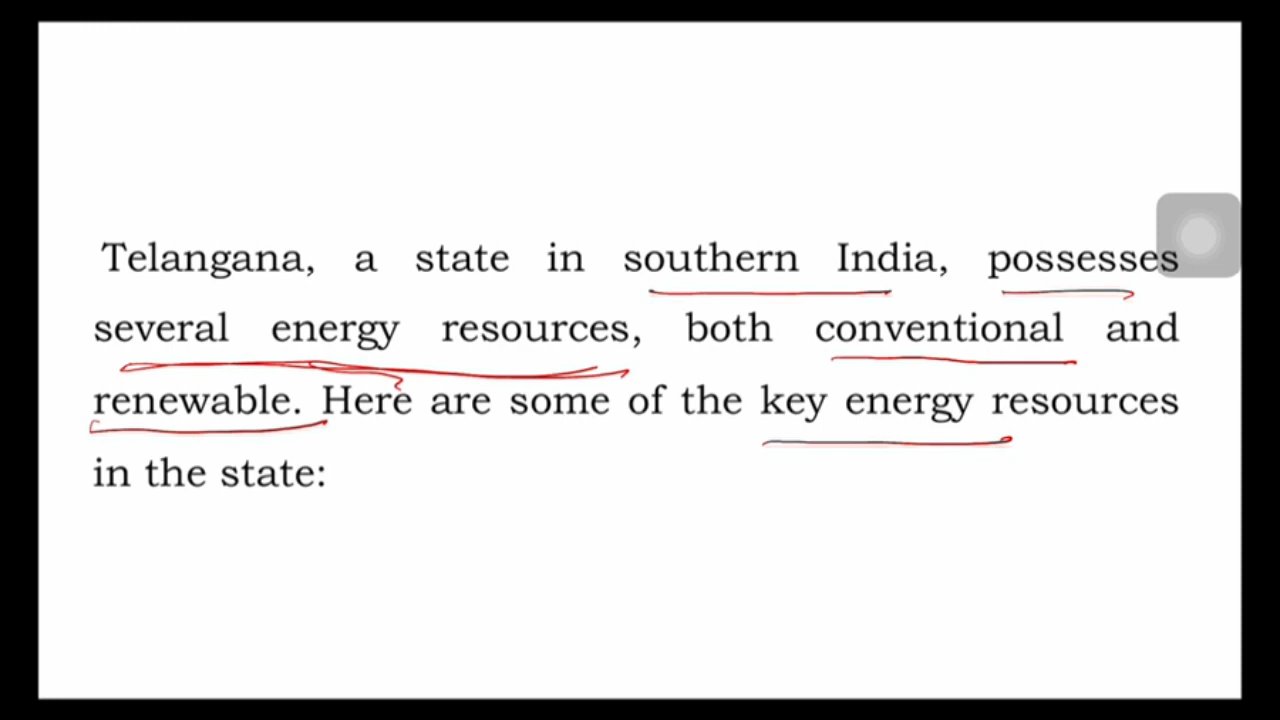 Telangana, a state in southern India, possesses
several energy resources, both conventional and
renewable. Here are some of the key energy resources
in the state: